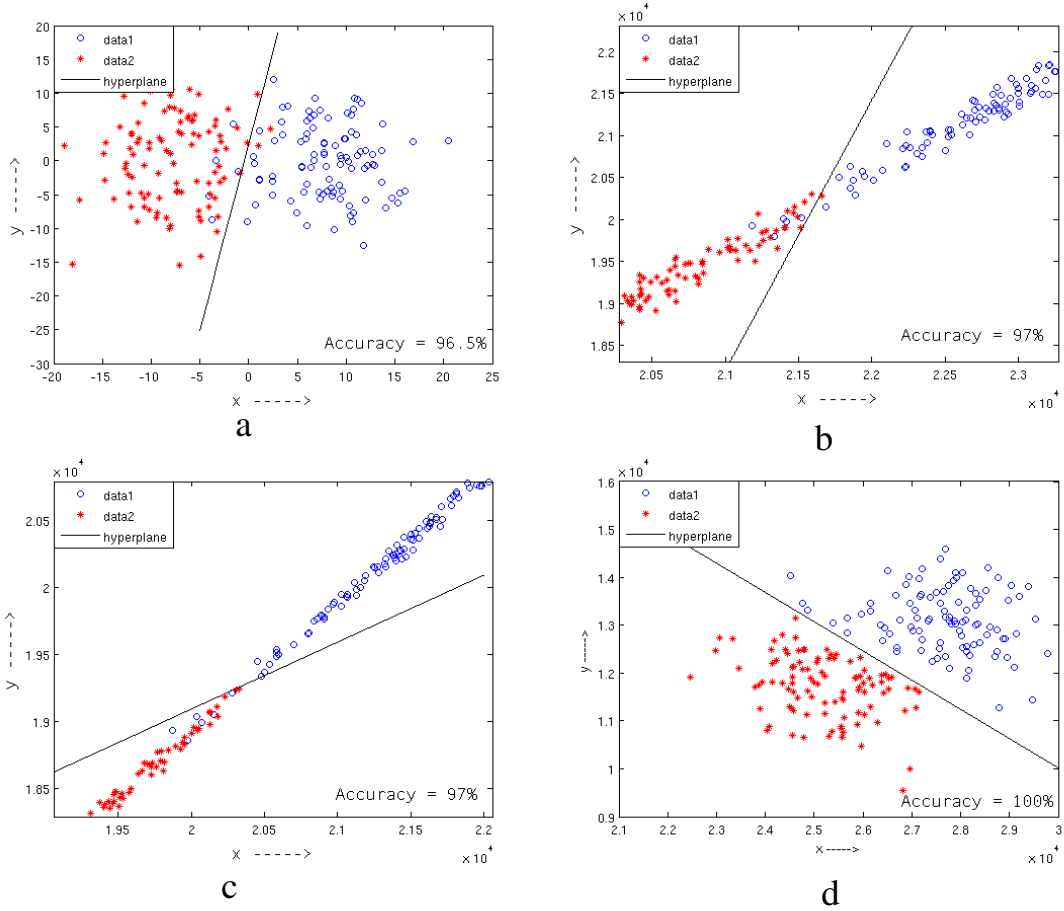 20
15
10
5
0
-5
-10
-15
-20
-25
-30
y ----->
data1
data2
hyperplane
Accuracy = 96.5%
-20 -15 -10 -5 0 5 10 15 20 25
x ----->
a
×10⁴
2.2
2.15
2.1
2.05
2
1.95
1.9
1.85
y ----->
data1
data2
hyperplane
Accuracy = 97%
2.05 2.1 2.15 2.2 2.25 2.3
x ----->
×10⁴
b
×10⁴
2.05
2
1.95
1.9
1.85
y ----->
data1
data2
hyperplane
Accuracy = 97%
1.95 2 2.05 2.1 2.15 2.2
x ----->
×10⁴
c
×10⁴
1.6
1.5
1.4
1.3
1.2
1.1
1
0.9
y ----->
data1
data2
hyperplane
Accuracy = 100%
2.1 2.2 2.3 2.4 2.5 2.6 2.7 2.8 2.9 3
x ----->
×10⁴
d